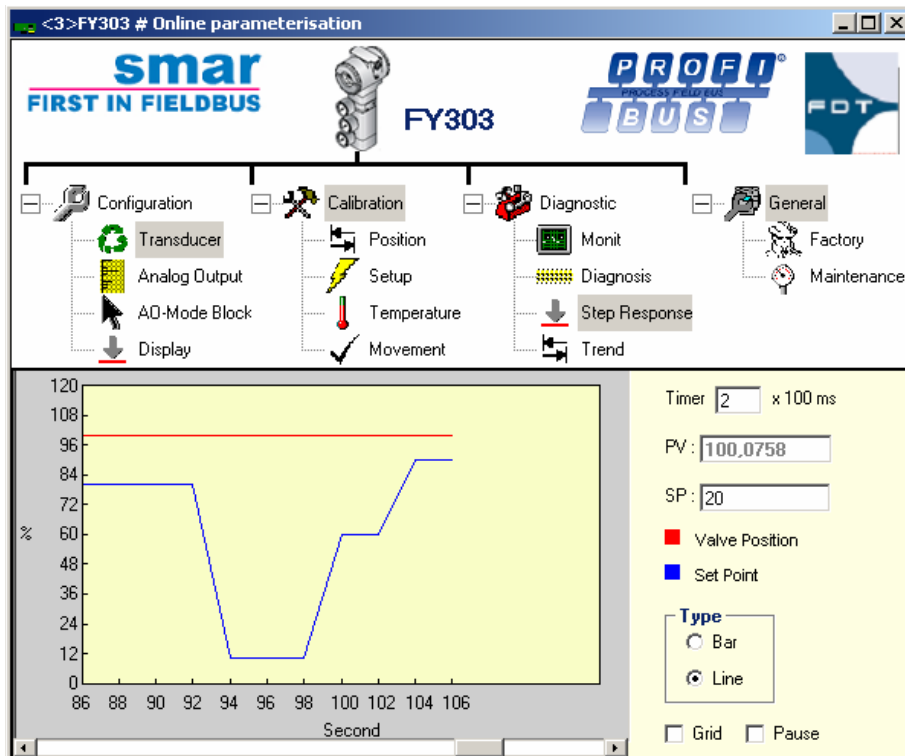 <3>FY303 # Online parameterisation
smar
FIRST IN FIELDBUS
FY303
PROFI
PROCESS FIELD BUS
BUS
®
FDT
Configuration
Transducer
Analog Output
AO-Mode Block
Display
Calibration
Position
Setup
Temperature
Movement
Diagnostic
Monit
Diagnosis
Step Response
Trend
General
Factory
Maintenance
120
108
96
84
72
60
48
36
24
12
0
%
86 88 90 92 94 96 98 100 102 104 106
Second
Timer 2 x 100 ms
PV : 100,0758
SP : 20
Valve Position
Set Point
Type
Bar
Line
Grid Pause